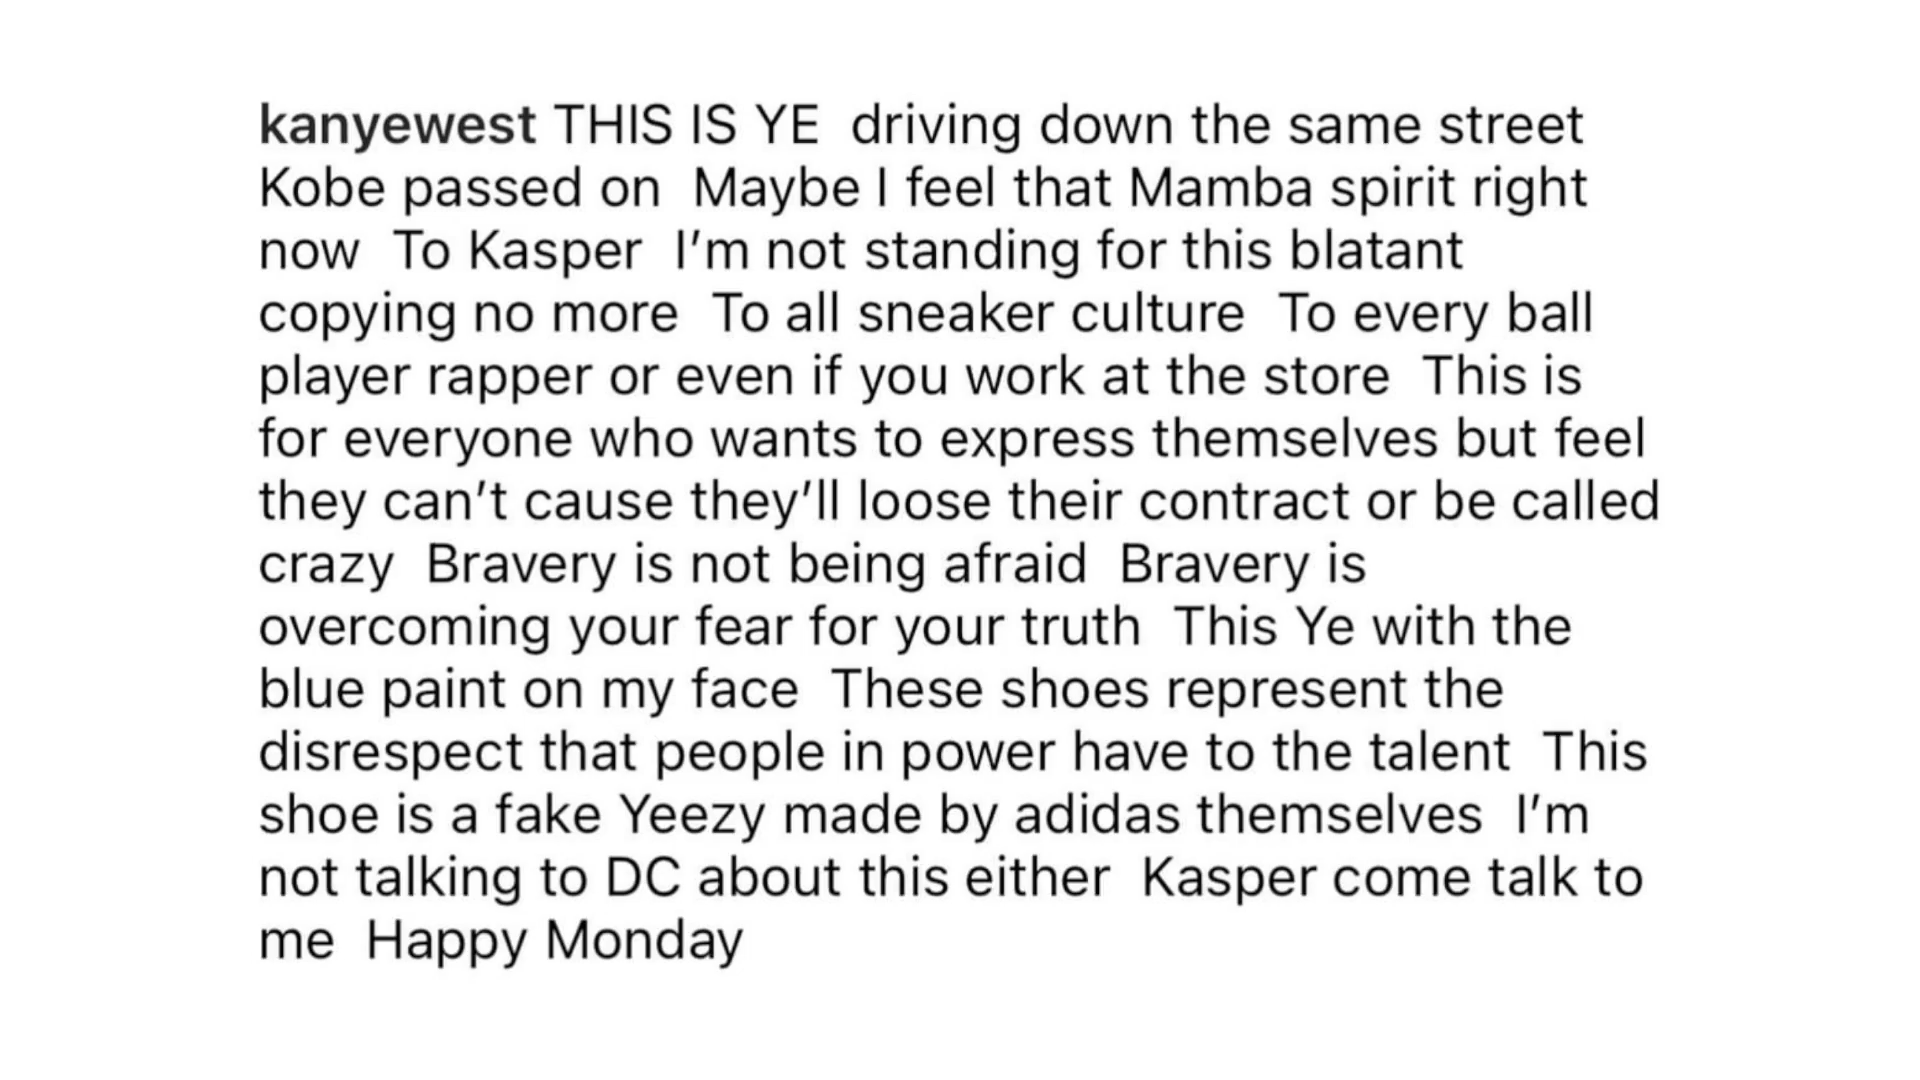 kanyewest THIS IS YE  driving down the same street
Kobe passed on  Maybe I feel that Mamba spirit right
now  To Kasper  I’m not standing for this blatant
copying no more  To all sneaker culture  To every ball
player rapper or even if you work at the store  This is
for everyone who wants to express themselves but feel
they can’t cause they’ll loose their contract or be called
crazy  Bravery is not being afraid  Bravery is
overcoming your fear for your truth  This Ye with the
blue paint on my face  These shoes represent the
disrespect that people in power have to the talent  This
shoe is a fake Yeezy made by adidas themselves  I’m
not talking to DC about this either  Kasper come talk to
me  Happy Monday